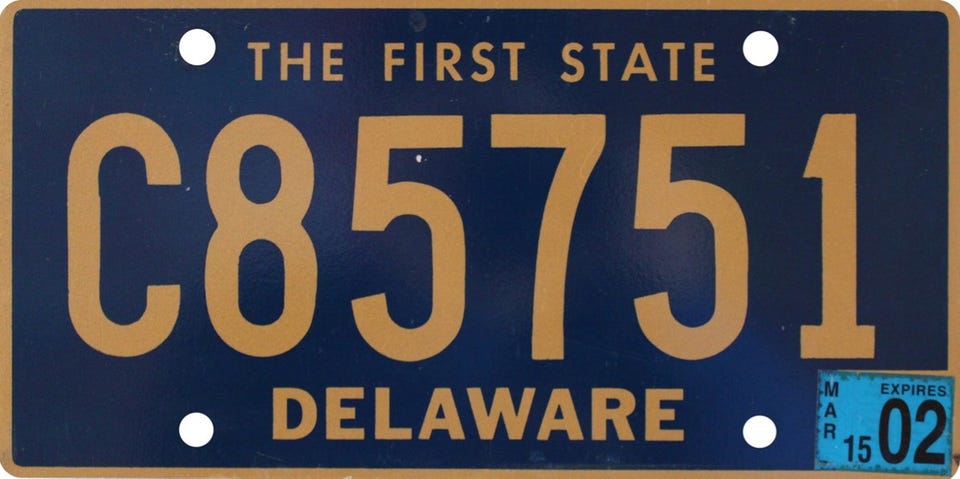 THE FIRST STATE
C85751
DELAWARE
MAR
EXPIRES
15 02